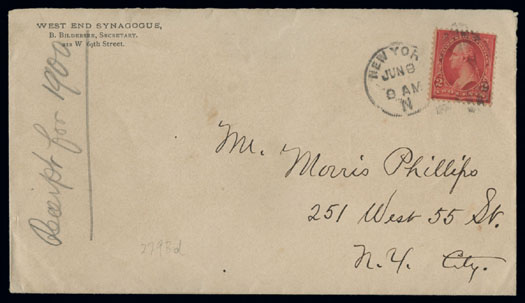 WEST END SYNAGOGUE,
B. BILDERSEE, SECRETARY.
W 69th Street.
Receipt for 1900
NEW YORK
JUN 8
9 AM
N
Mr. Morris Phillips
251 West 55 St.
N.Y. City.
2793d